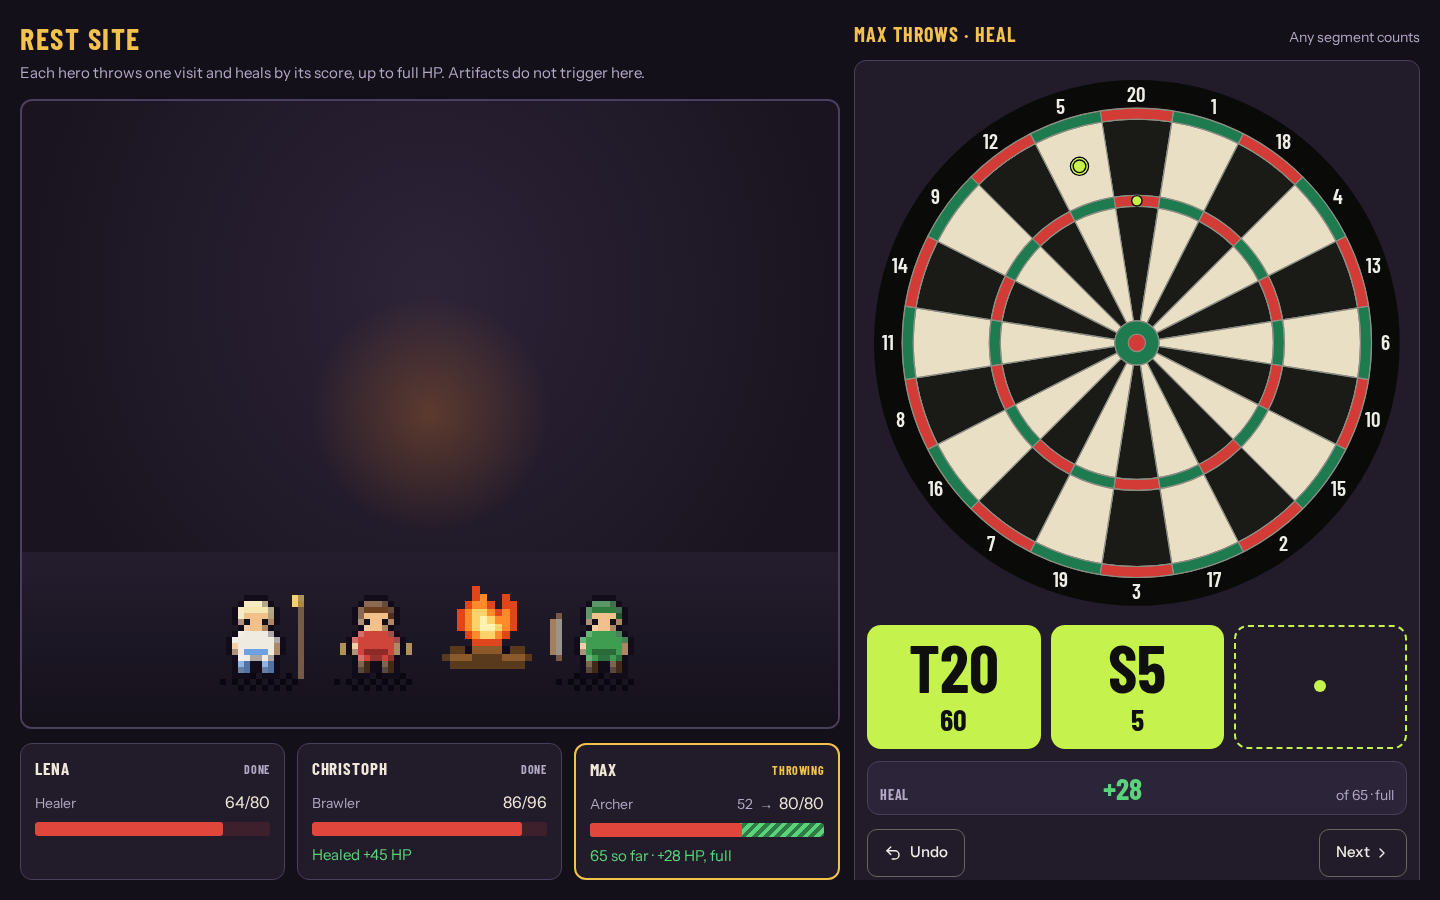 REST SITE
Each hero throws one visit and heals by its score, up to full HP. Artifacts do not trigger here.
MAX THROWS · HEAL
Any segment counts
20
5
1
12
18
9
4
14
13
11
6
8
10
16
15
7
2
19
17
3
T20
60
S5
5
HEAL
+28
of 65 · full
Undo
Next
LENA
DONE
Healer
64/80
CHRISTOPH
DONE
Brawler
86/96
Healed +45 HP
MAX
THROWING
Archer
52 → 80/80
65 so far · +28 HP, full